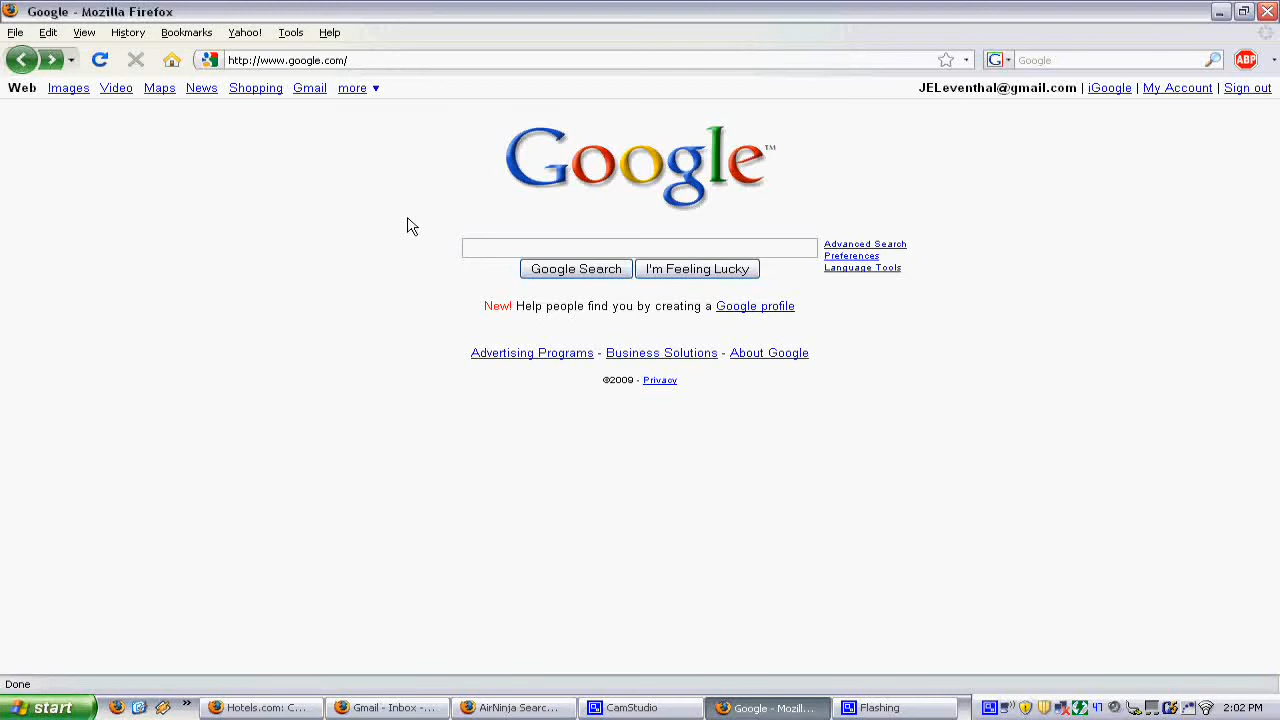 Google - Mozilla Firefox
File Edit View History Bookmarks Yahoo! Tools Help
http://www.google.com/ G Google ABP
Web Images Video Maps News Shopping Gmail more JELeventhal@gmail.com | iGoogle | My Account | Sign out
Google™
Advanced Search
Preferences
Language Tools
Google Search I'm Feeling Lucky
New! Help people find you by creating a Google profile
Advertising Programs - Business Solutions - About Google
©2009 - Privacy
Done
start Hotels.com: C... Gmail - Inbox -... AirNinja Searc... CamStudio Google - Mozill... Flashing 47 2:02 PM